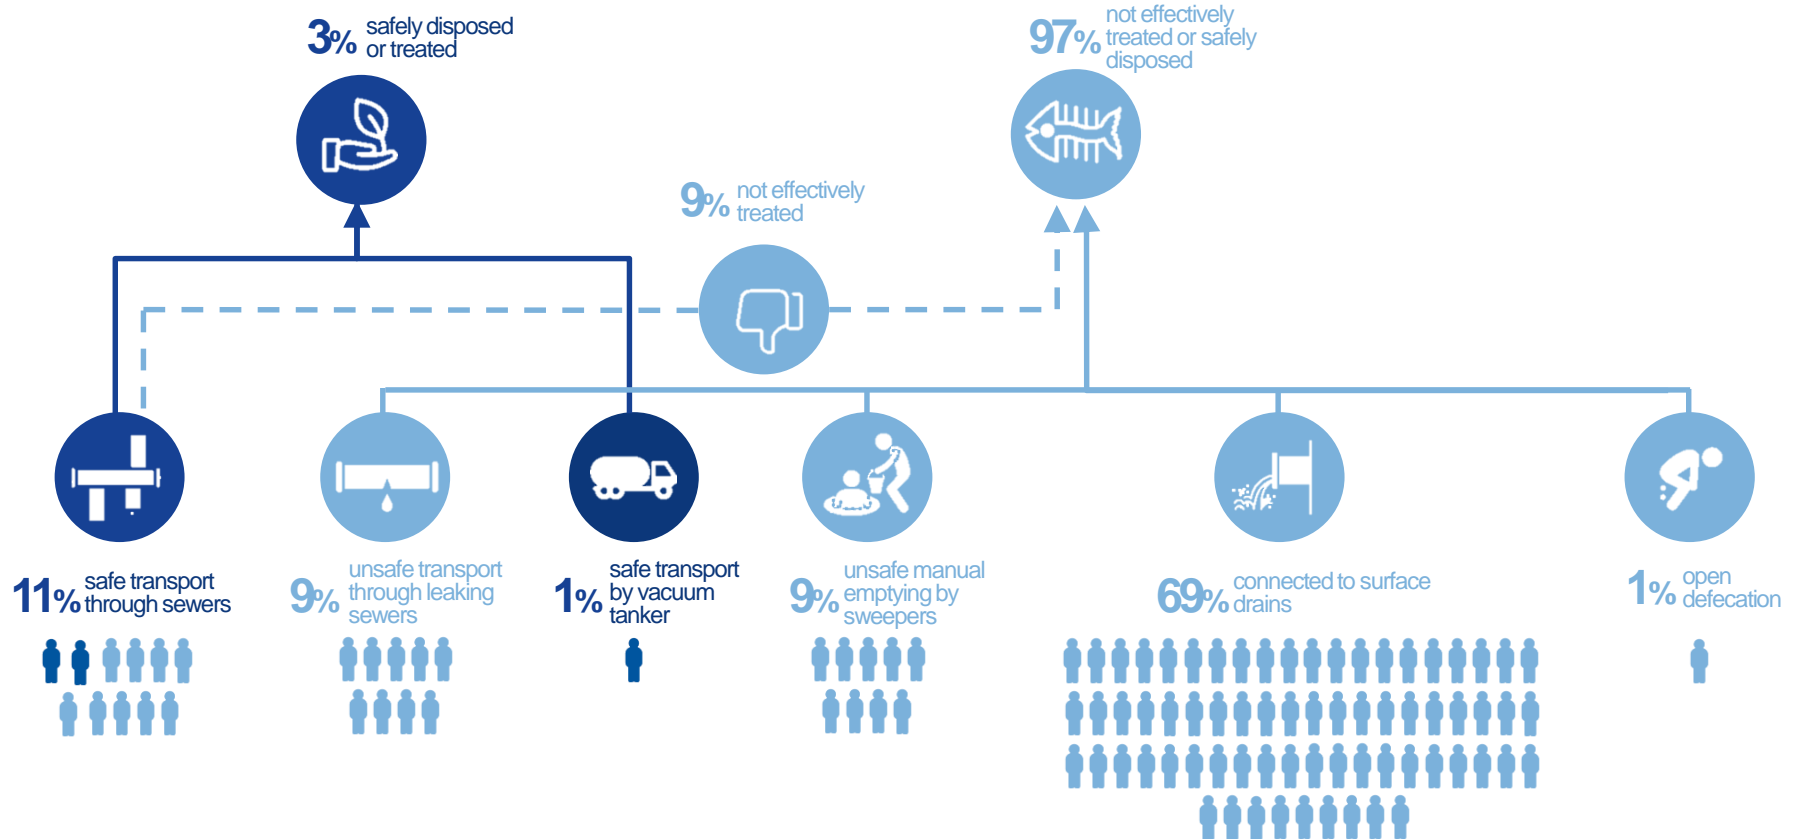 3% safely disposed
or treated
97% not effectively
treated or safely
disposed
9% not effectively
treated
11% safe transport
through sewers
9% unsafe transport
through leaking
sewers
1% safe transport
by vacuum
tanker
9% unsafe manual
emptying by
sweepers
69% connected to surface
drains
1% open
defecation